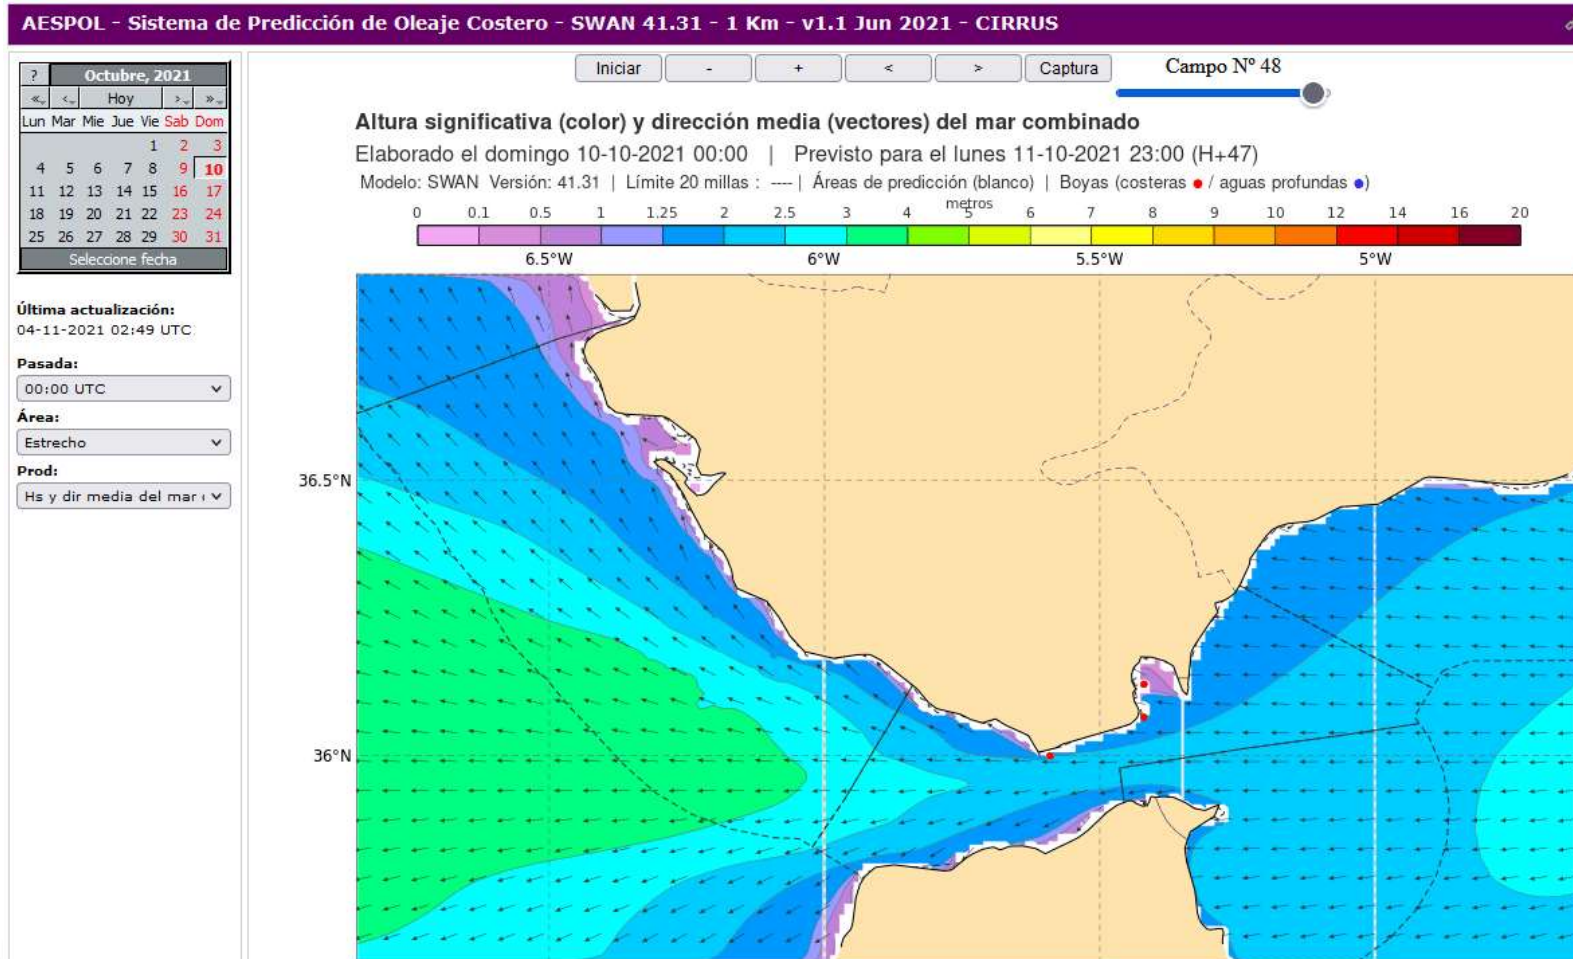 AESPOL - Sistema de Predicción de Oleaje Costero - SWAN 41.31 - 1 Km - v1.1 Jun 2021 - CIRRUS
? Octubre, 2021
« ‹ Hoy › »
Lun Mar Mie Jue Vie Sab Dom
1 2 3
4 5 6 7 8 9 10
11 12 13 14 15 16 17
18 19 20 21 22 23 24
25 26 27 28 29 30 31
Seleccione fecha
Última actualización:
04-11-2021 02:49 UTC
Pasada:
00:00 UTC
Área:
Estrecho
Prod:
Hs y dir media del mar
Iniciar - + < > Captura Campo Nº 48
Altura significativa (color) y dirección media (vectores) del mar combinado
Elaborado el domingo 10-10-2021 00:00 | Previsto para el lunes 11-10-2021 23:00 (H+47)
Modelo: SWAN Versión: 41.31 | Límite 20 millas : ---- | Áreas de predicción (blanco) | Boyas (costeras ● / aguas profundas ●)
metros
0 0.1 0.5 1 1.25 2 2.5 3 4 5 6 7 8 9 10 12 14 16 20
6.5°W 6°W 5.5°W 5°W
36.5°N
36°N